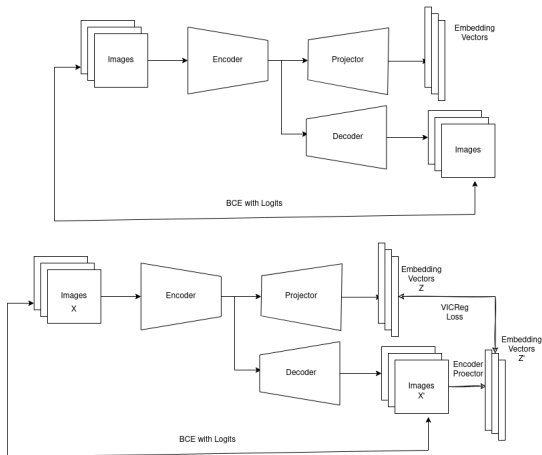 Embedding
Vectors
Images
Encoder
Projector
Decoder
Images
BCE with Logits
Embedding
Vectors
Z
Images
X
Encoder
Projector
VICReg
Loss
Embedding
Vectors
Z'
Decoder
Images
X'
Encoder
Proector
BCE with Logits